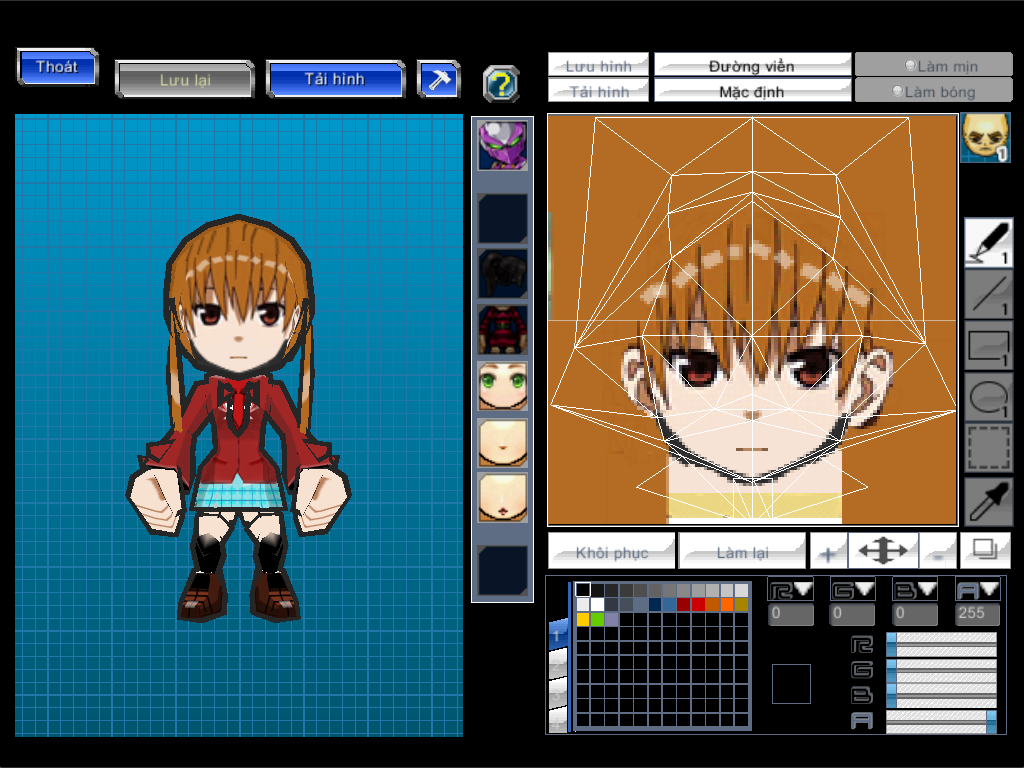 Thoát
Lưu lại
Tải hình
?
Lưu hình
Đường viền
Làm mịn
Tải hình
Mặc định
Làm bóng
1
1
1
1
1
Khôi phục
Làm lại
+
-
R G B A
0 0 0 255
1
R
G
B
A